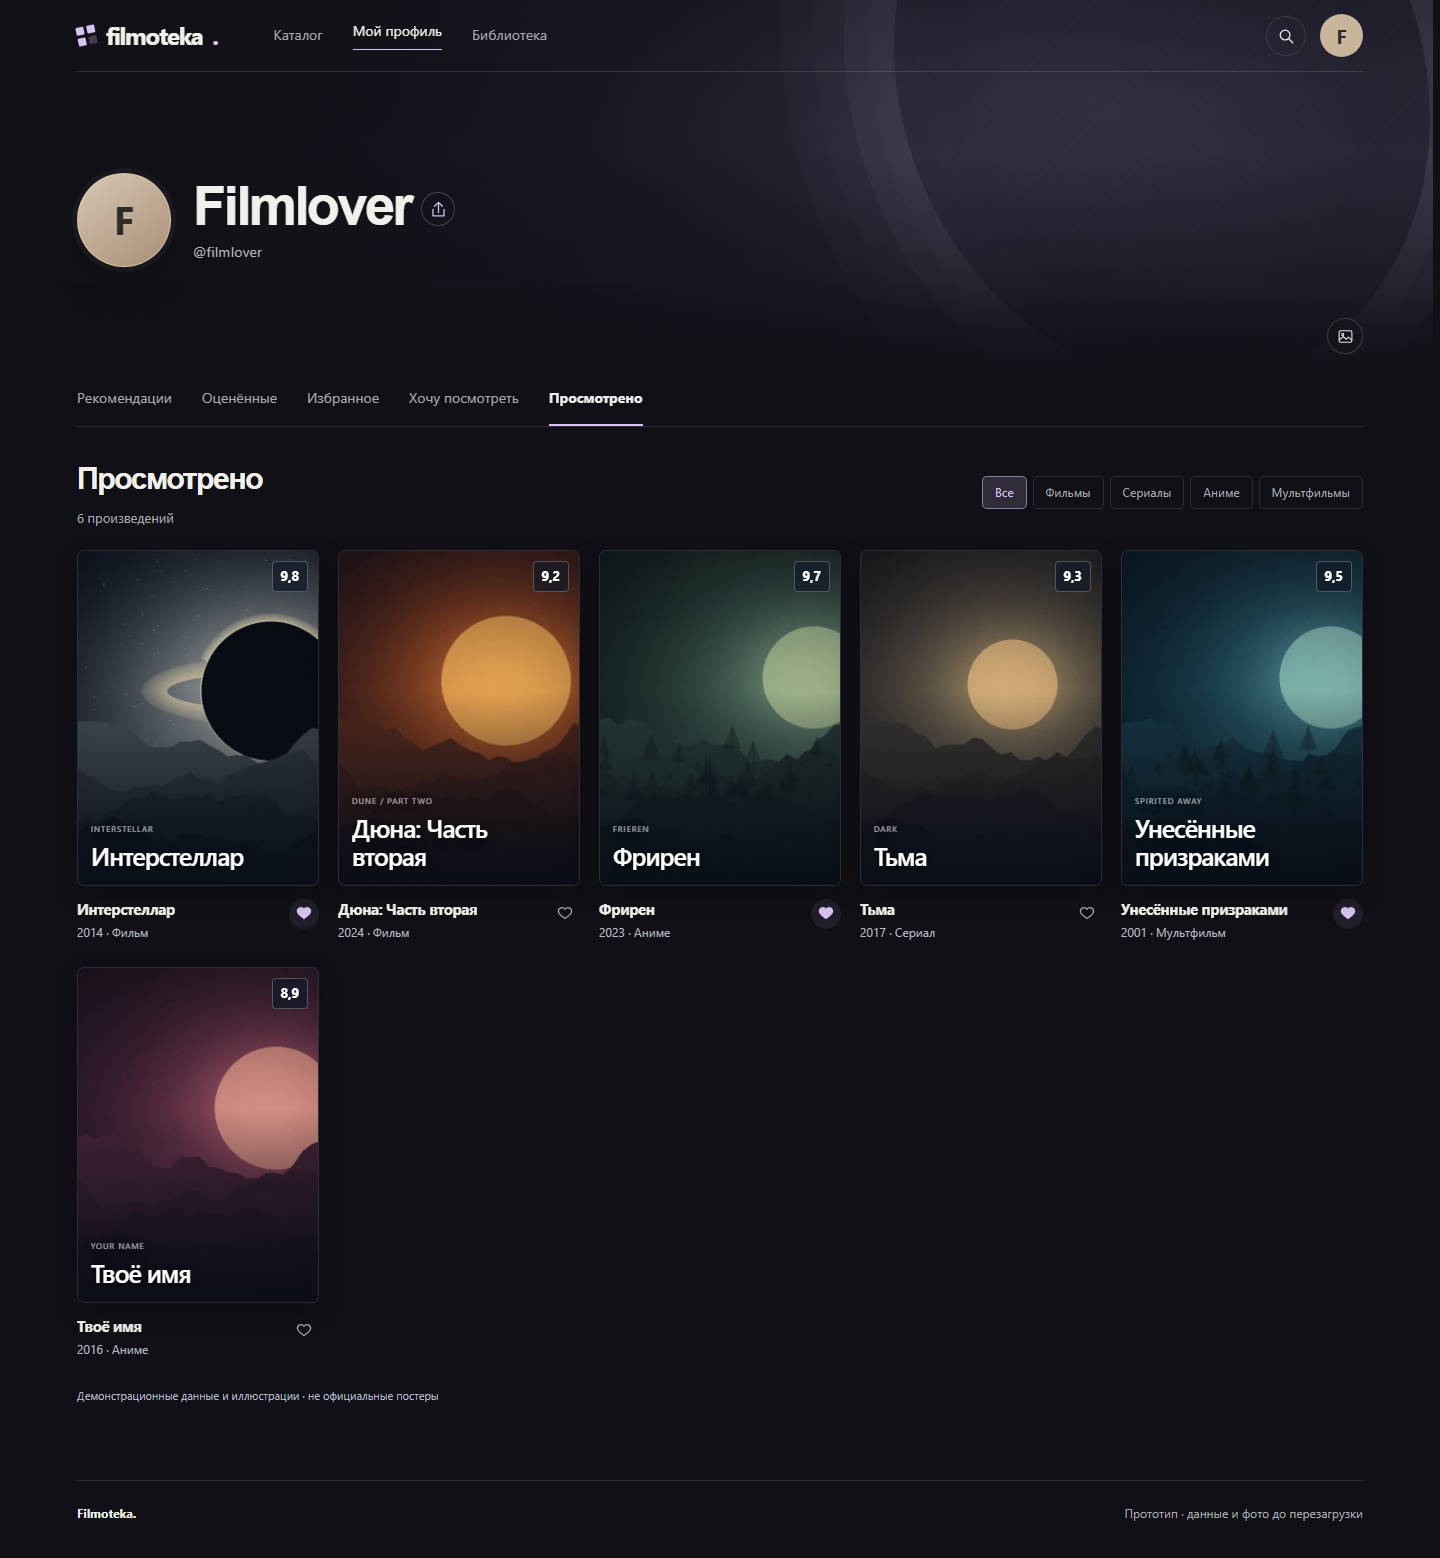 filmoteka.
Каталог
Мой профиль
Библиотека
F
F
Filmlover
@filmlover
Рекомендации
Оценённые
Избранное
Хочу посмотреть
Просмотрено
Просмотрено
6 произведений
Все
Фильмы
Сериалы
Аниме
Мультфильмы
9,8
INTERSTELLAR
Интерстеллар
Интерстеллар
2014 · Фильм
9,2
DUNE / PART TWO
Дюна: Часть
вторая
Дюна: Часть вторая
2024 · Фильм
9,7
FRIEREN
Фрирен
Фрирен
2023 · Аниме
9,3
DARK
Тьма
Тьма
2017 · Сериал
9,5
SPIRITED AWAY
Унесённые
призраками
Унесённые призраками
2001 · Мультфильм
8,9
YOUR NAME
Твоё имя
Твоё имя
2016 · Аниме
Демонстрационные данные и иллюстрации · не официальные постеры
Filmoteka.
Прототип · данные и фото до перезагрузки